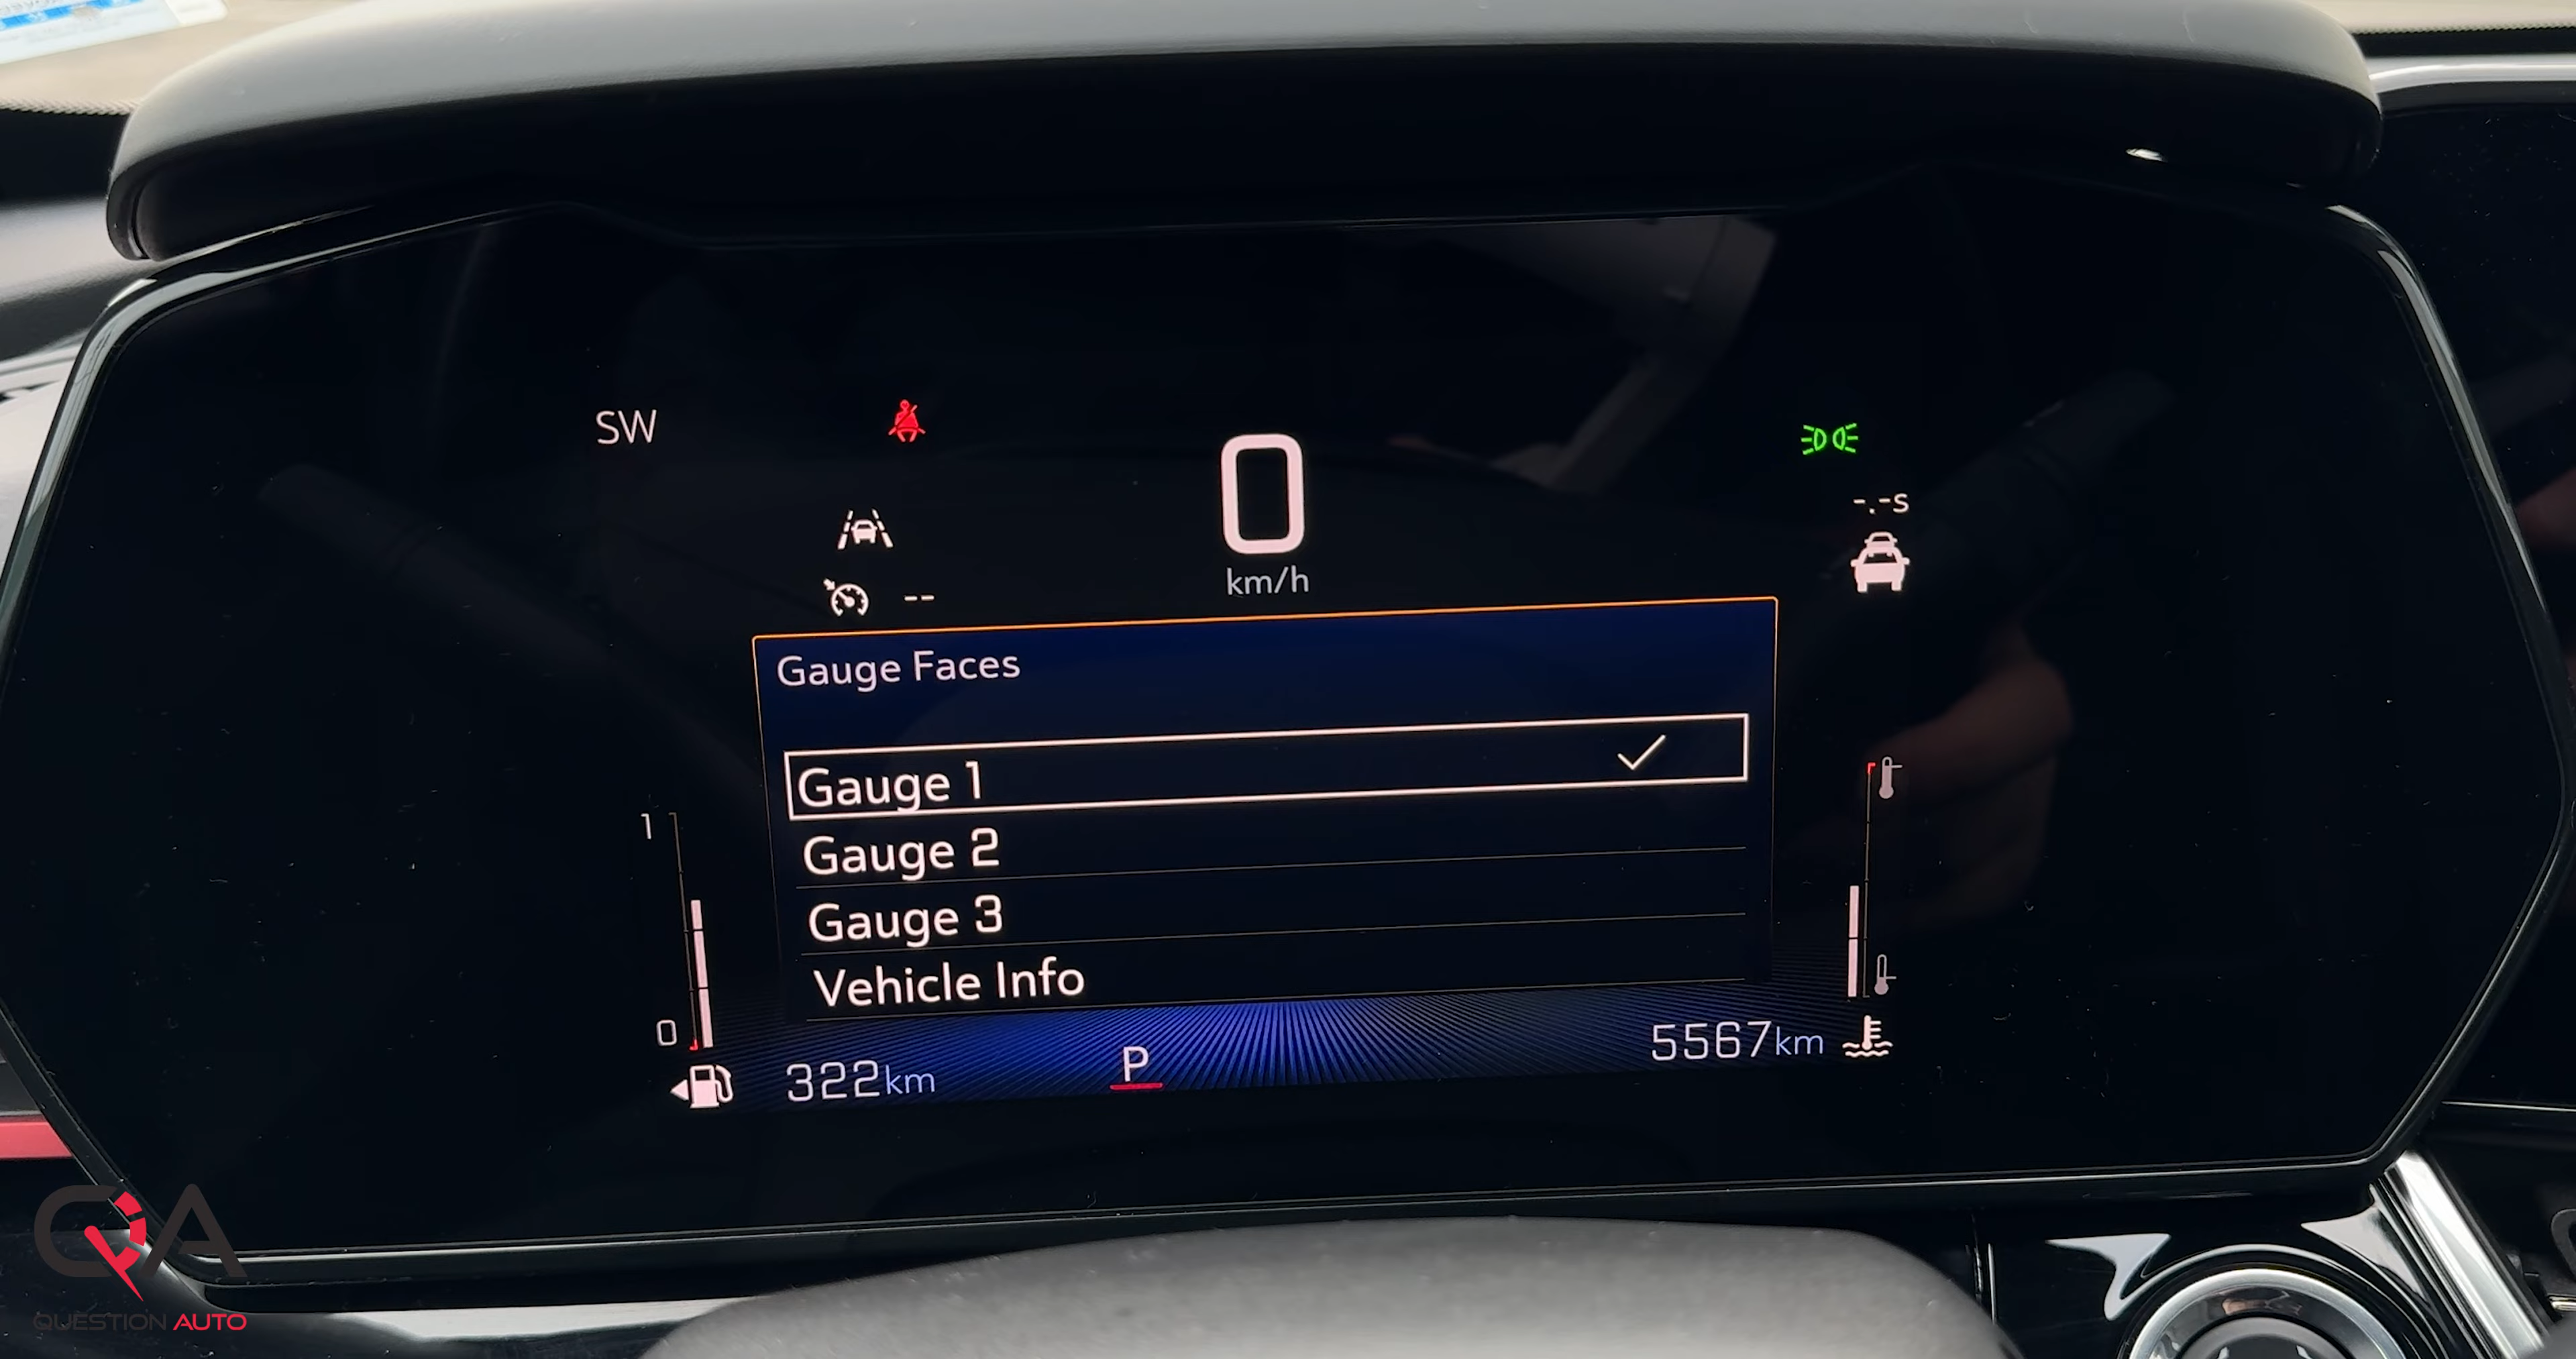 SW
0
km/h
-.-s
--
Gauge Faces
Gauge 1
Gauge 2
Gauge 3
Vehicle Info
1
0
322km
P
5567km
QA
QUESTION AUTO